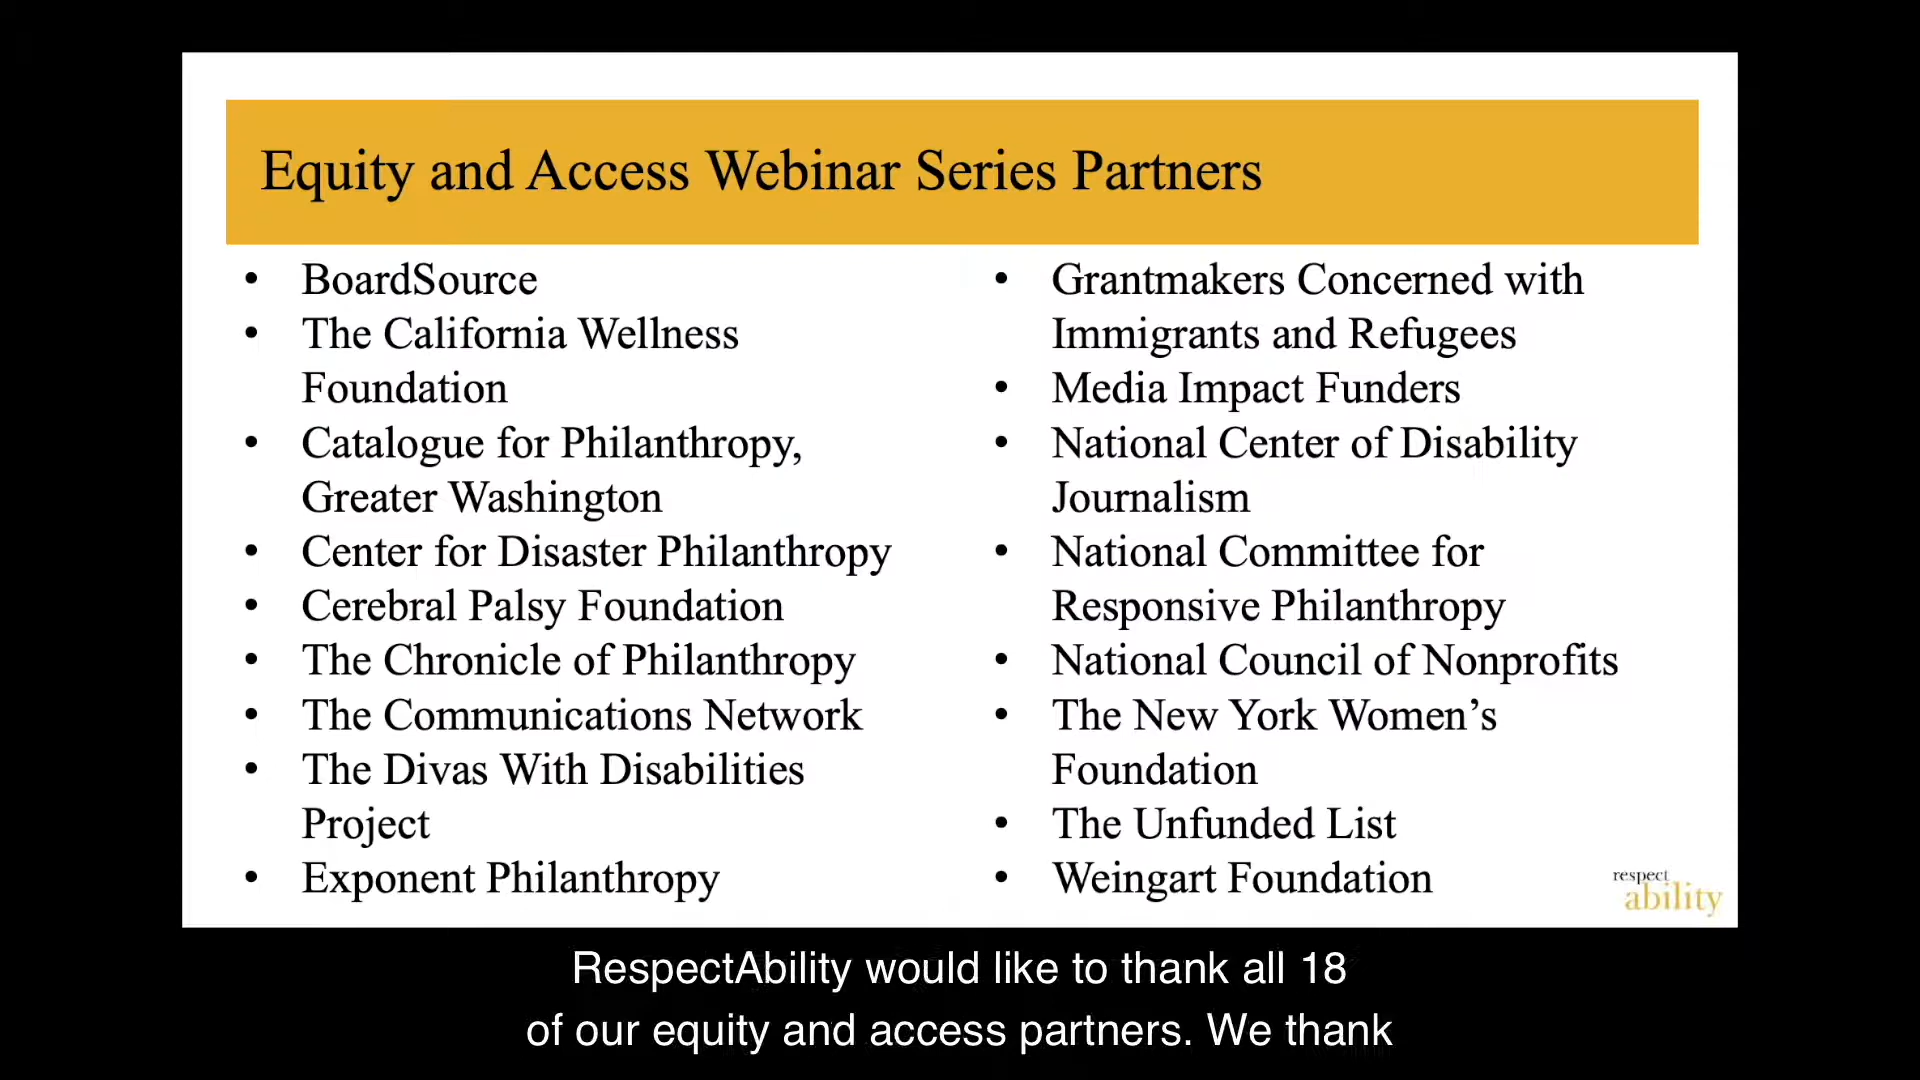 Equity and Access Webinar Series Partners
• BoardSource
• The California Wellness
Foundation
• Catalogue for Philanthropy,
Greater Washington
• Center for Disaster Philanthropy
• Cerebral Palsy Foundation
• The Chronicle of Philanthropy
• The Communications Network
• The Divas With Disabilities
Project
• Exponent Philanthropy
• Grantmakers Concerned with
Immigrants and Refugees
• Media Impact Funders
• National Center of Disability
Journalism
• National Committee for
Responsive Philanthropy
• National Council of Nonprofits
• The New York Women’s
Foundation
• The Unfunded List
• Weingart Foundation
respect
ability
RespectAbility would like to thank all 18
of our equity and access partners. We thank